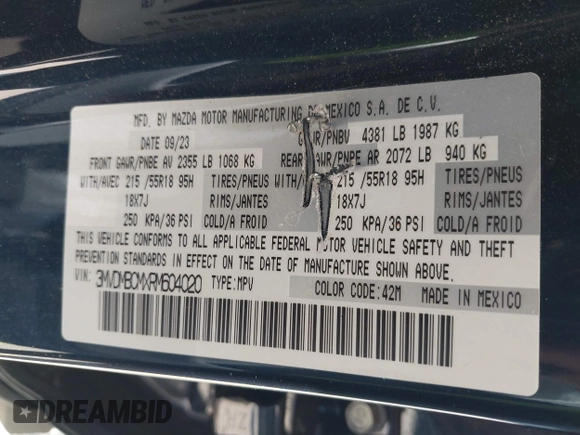 MFD. BY MAZDA MOTOR MANUFACTURING DE MEXICO S.A. DE C.V.
DATE 09/23 GVWR/PNBV 4381 LB 1987 KG
FRONT GAWR/PNBE AV 2355 LB 1068 KG REAR GAWR/PNPE AR 2072 LB 940 KG
WITH/AVEC 215 /55R18 95H TIRES/PNEUS WITH/AVEC 215 /55R18 95H TIRES/PNEUS
18X7J RIMS/JANTES 18X7J RIMS/JANTES
250 KPA/36 PSI COLD/A FROID 250 KPA/36 PSI COLD/A FROID
THIS VEHICLE CONFORMS TO ALL APPLICABLE FEDERAL MOTOR VEHICLE SAFETY AND THEFT
PREVENTION STANDARDS IN EFFECT ON THE DATE OF MANUFACTURE SHOWN ABOVE.
VIN: 3MVDMBCMXRM604020 TYPE: MPV COLOR CODE: 42M MADE IN MEXICO
DREAMBID